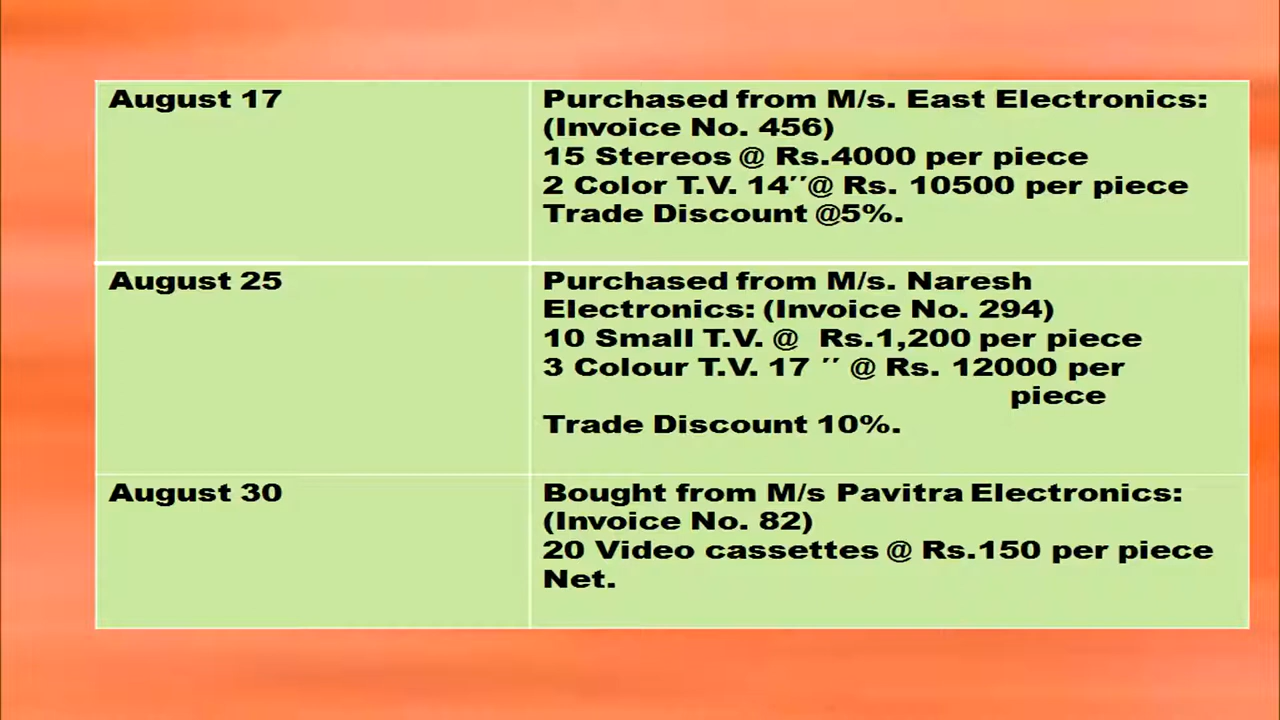 August 17
Purchased from M/s. East Electronics:
(Invoice No. 456)
15 Stereos @ Rs.4000 per piece
2 Color T.V. 14′′@ Rs. 10500 per piece
Trade Discount @5%.
August 25
Purchased from M/s. Naresh
Electronics: (Invoice No. 294)
10 Small T.V. @ Rs.1,200 per piece
3 Colour T.V. 17 ′′ @ Rs. 12000 per
piece
Trade Discount 10%.
August 30
Bought from M/s Pavitra Electronics:
(Invoice No. 82)
20 Video cassettes @ Rs.150 per piece
Net.